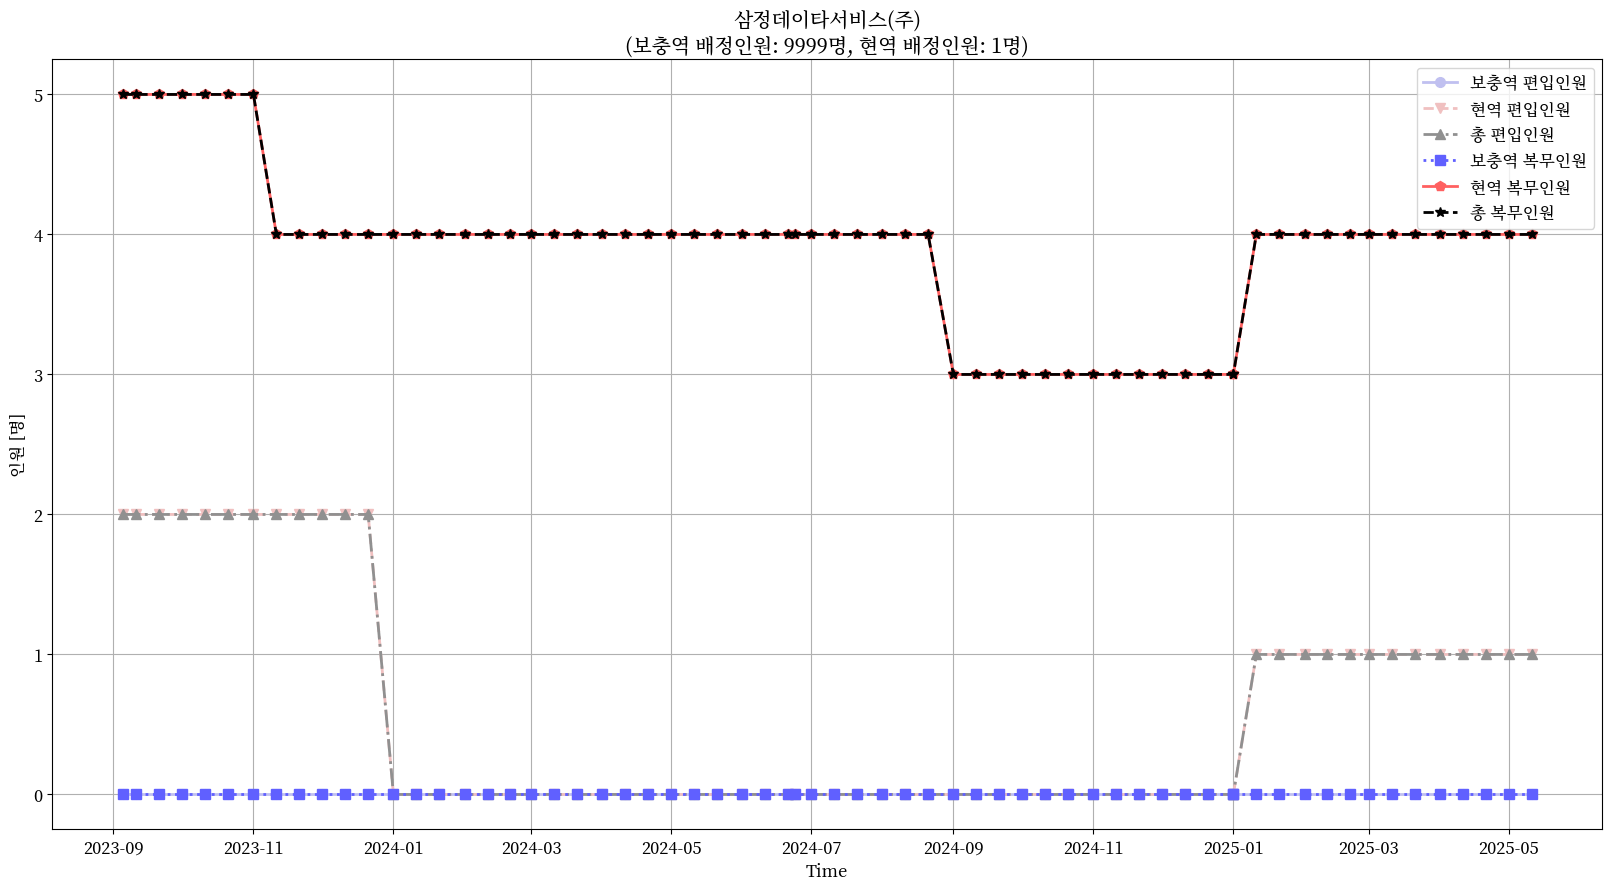 삼정데이타서비스(주)
(보충역 배정인원: 9999명, 현역 배정인원: 1명)
보충역 편입인원
현역 편입인원
총 편입인원
보충역 복무인원
현역 복무인원
총 복무인원
5
4
3
2
1
0
인원 [명]
2023-09
2023-11
2024-01
2024-03
2024-05
2024-07
2024-09
2024-11
2025-01
2025-03
2025-05
Time